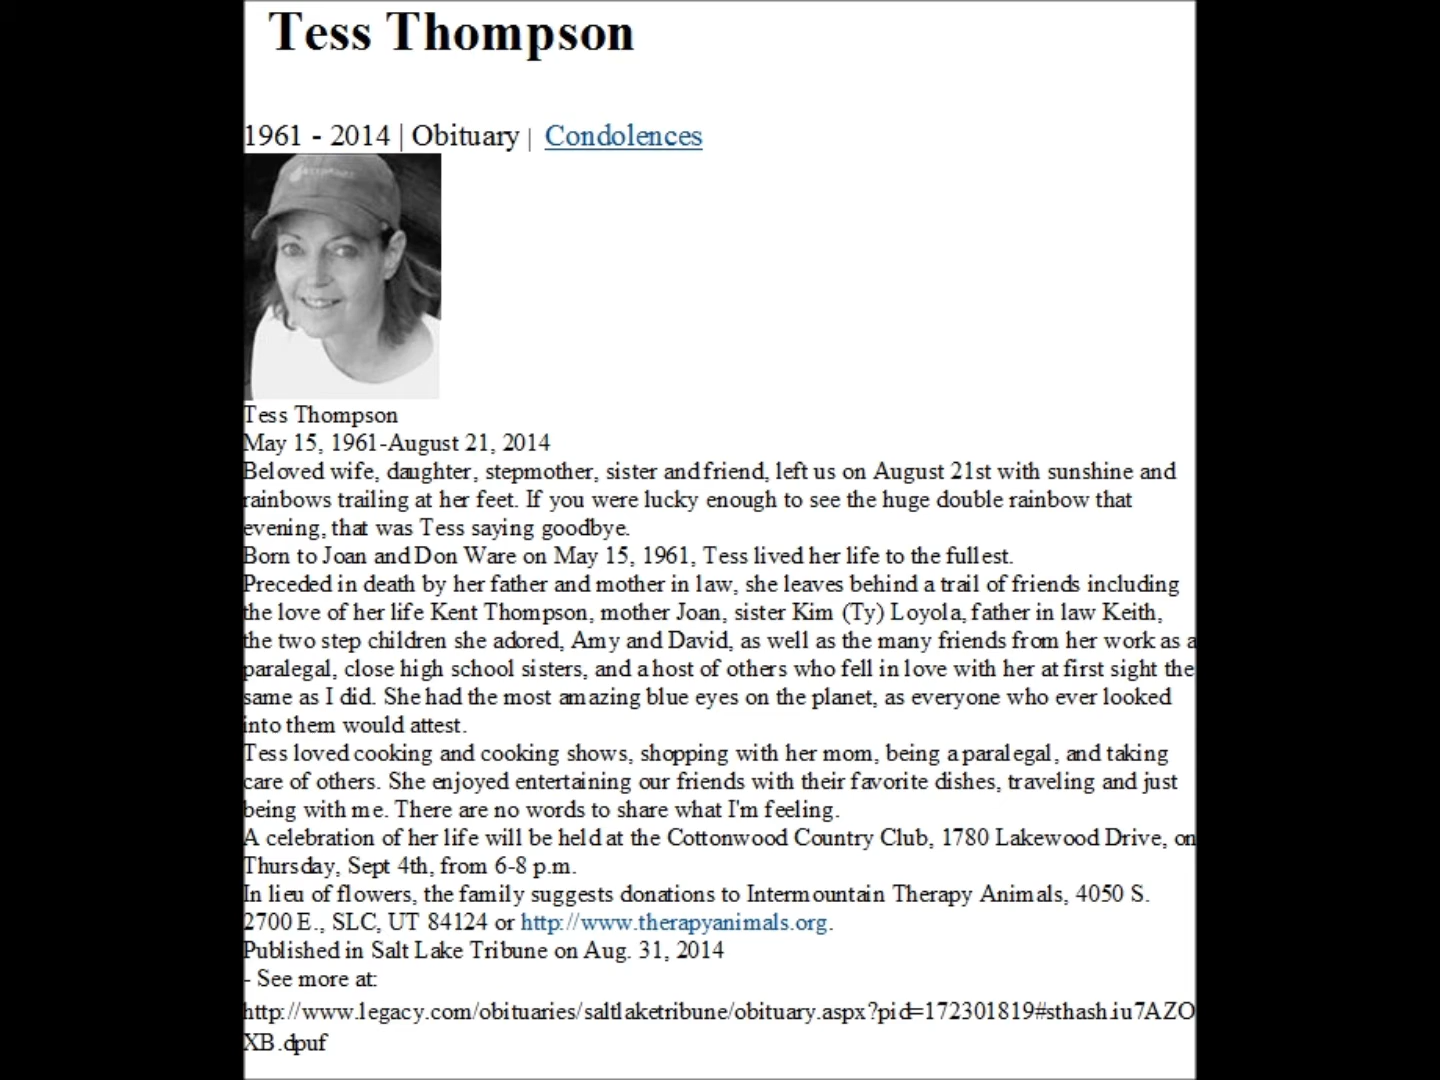 Tess Thompson
1961 - 2014 | Obituary | Condolences
Tess Thompson
May 15, 1961-August 21, 2014
Beloved wife, daughter, stepmother, sister and friend, left us on August 21st with sunshine and
rainbows trailing at her feet. If you were lucky enough to see the huge double rainbow that
evening, that was Tess saying goodbye.
Born to Joan and Don Ware on May 15, 1961, Tess lived her life to the fullest.
Preceded in death by her father and mother in law, she leaves behind a trail of friends including
the love of her life Kent Thompson, mother Joan, sister Kim (Ty) Loyola, father in law Keith,
the two step children she adored, Amy and David, as well as the many friends from her work as a
paralegal, close high school sisters, and a host of others who fell in love with her at first sight the
same as I did. She had the most amazing blue eyes on the planet, as everyone who ever looked
into them would attest.
Tess loved cooking and cooking shows, shopping with her mom, being a paralegal, and taking
care of others. She enjoyed entertaining our friends with their favorite dishes, traveling and just
being with me. There are no words to share what I'm feeling.
A celebration of her life will be held at the Cottonwood Country Club, 1780 Lakewood Drive, on
Thursday, Sept 4th, from 6-8 p.m.
In lieu of flowers, the family suggests donations to Intermountain Therapy Animals, 4050 S.
2700 E., SLC, UT 84124 or http://www.therapyanimals.org.
Published in Salt Lake Tribune on Aug. 31, 2014
- See more at:
http://www.legacy.com/obituaries/saltlaketribune/obituary.aspx?pid=172301819#sthash.iu7AZO
XB.dpuf